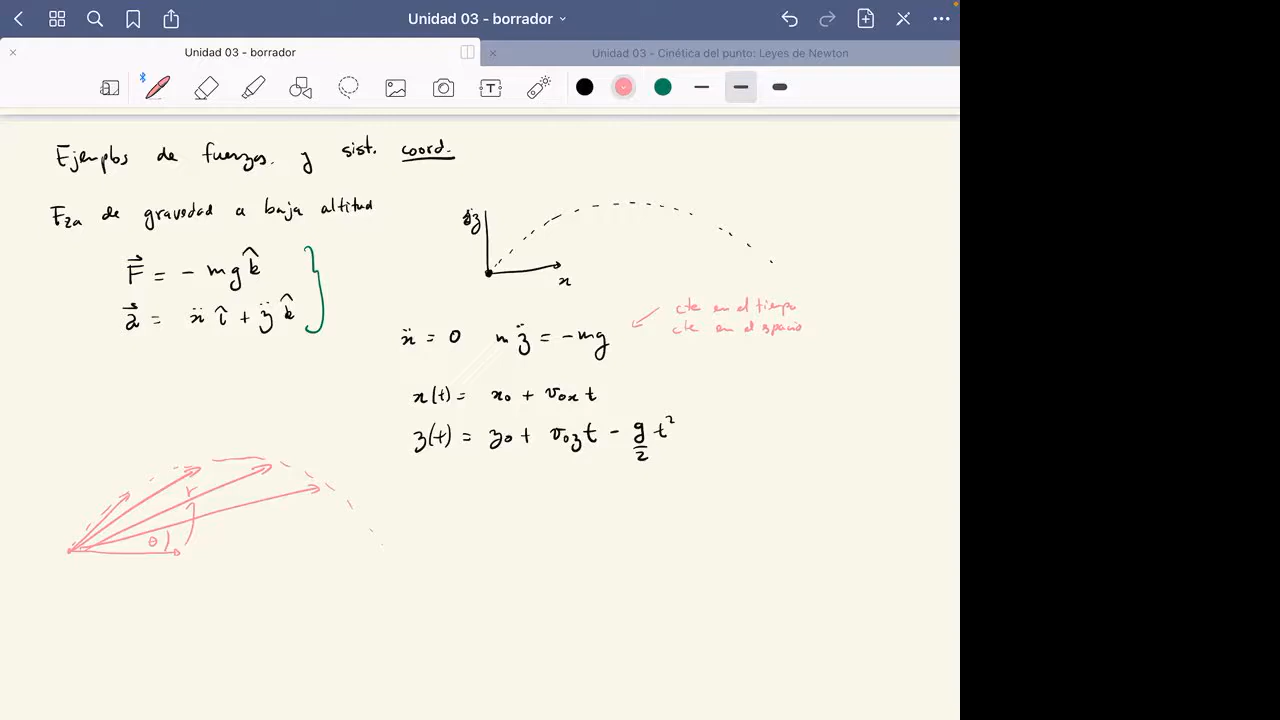 Unidad 03 - borrador
Unidad 03 - borrador
Unidad 03 - Cinética del punto: Leyes de Newton
Ejemplos de fuerzas. y sist. coord.
Fza de gravedad a baja altitud
z
x
F⃗ = - mg k̂
a⃗ = ẍ î + z̈ k̂
cte en el tiempo
cte en el espacio
ẍ = 0 m z̈ = -mg
x(t) = x₀ + v₀ₓ t
z(t) = z₀ + v₀z t - g/2 t²
r
θ